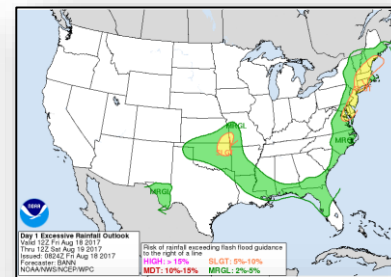 MRGL
MRGL
MRGL
NOAA
Day 1 Excessive Rainfall Outlook
Valid 12Z Fri Aug 18 2017
Thru 12Z Sat Aug 19 2017
Issued: 0824Z Fri Aug 18 2017
Forecaster: BANN
NOAA/NWS/NCEP/WPC
Risk of rainfall exceeding flash flood guidance
to the right of a line
HIGH: > 15% SLGT: 5%-10%
MDT: 10%-15% MRGL: 2%-5%